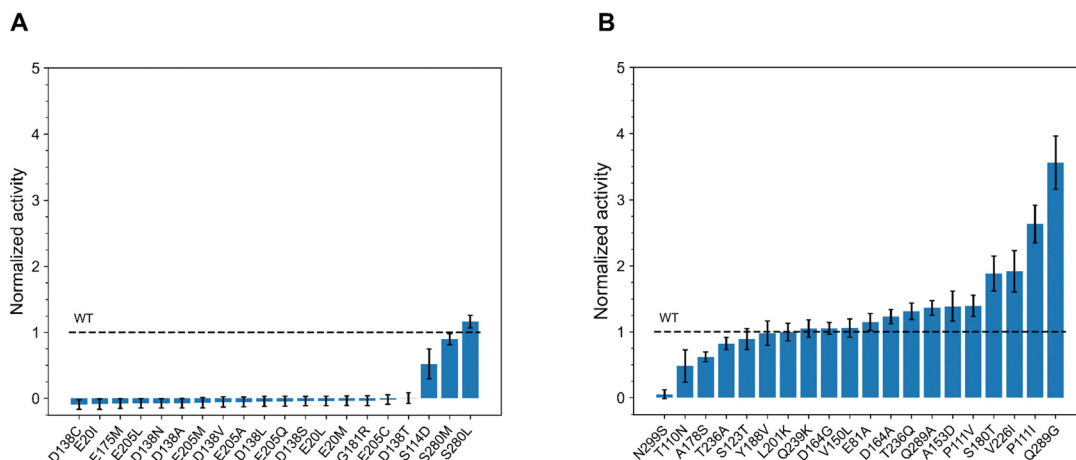 A
Normalized activity
5
4
3
2
1
0
WT
D138C
E20I
E175M
E205L
D138N
D138A
E205M
D138V
E205A
D138L
E205Q
D138S
E20L
E20M
G181R
E205C
D138T
S114D
S280M
S280L
B
Normalized activity
5
4
3
2
1
0
WT
N299S
T110N
A178S
T236A
S123T
Y188V
L201K
Q239K
D164G
V150L
E81A
D164A
T236Q
Q289A
A153D
P111V
S180T
V226I
P111I
Q289G